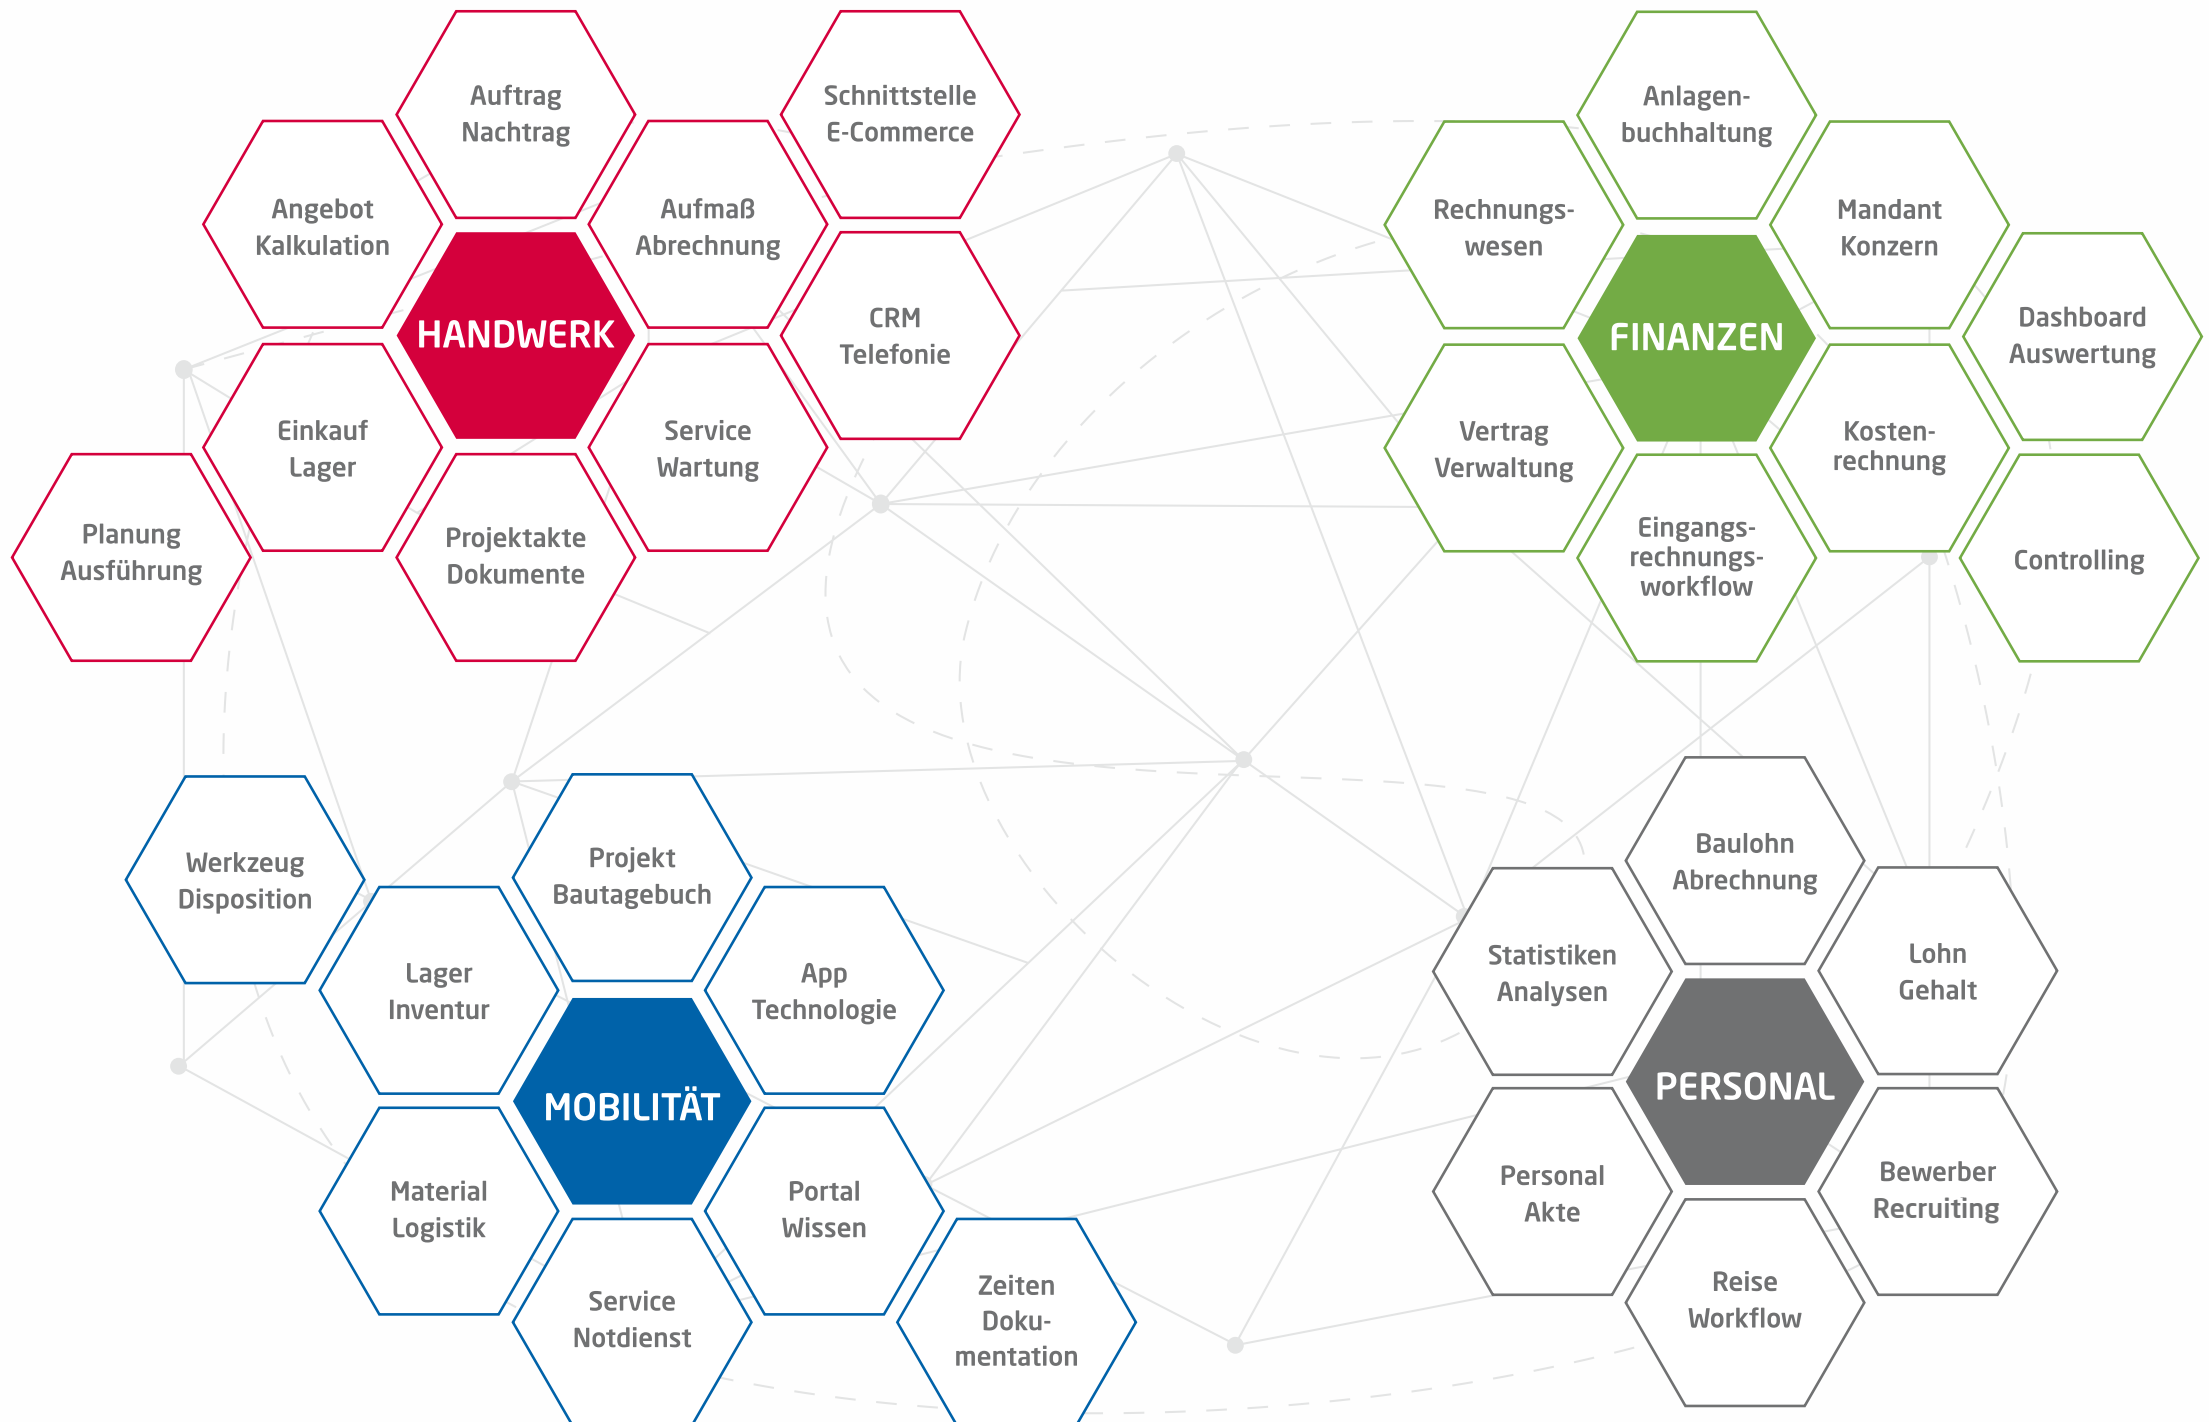 Auftrag
Nachtrag
Schnittstelle
E-Commerce
Angebot
Kalkulation
Aufmaß
Abrechnung
HANDWERK
CRM
Telefonie
Einkauf
Lager
Service
Wartung
Planung
Ausführung
Projektakte
Dokumente
Anlagen-
buchhaltung
Rechnungs-
wesen
Mandant
Konzern
FINANZEN
Dashboard
Auswertung
Vertrag
Verwaltung
Kosten-
rechnung
Eingangs-
rechnungs-
workflow
Controlling
Werkzeug
Disposition
Projekt
Bautagebuch
Lager
Inventur
App
Technologie
MOBILITÄT
Material
Logistik
Portal
Wissen
Service
Notdienst
Zeiten
Doku-
mentation
Baulohn
Abrechnung
Statistiken
Analysen
Lohn
Gehalt
PERSONAL
Personal
Akte
Bewerber
Recruiting
Reise
Workflow